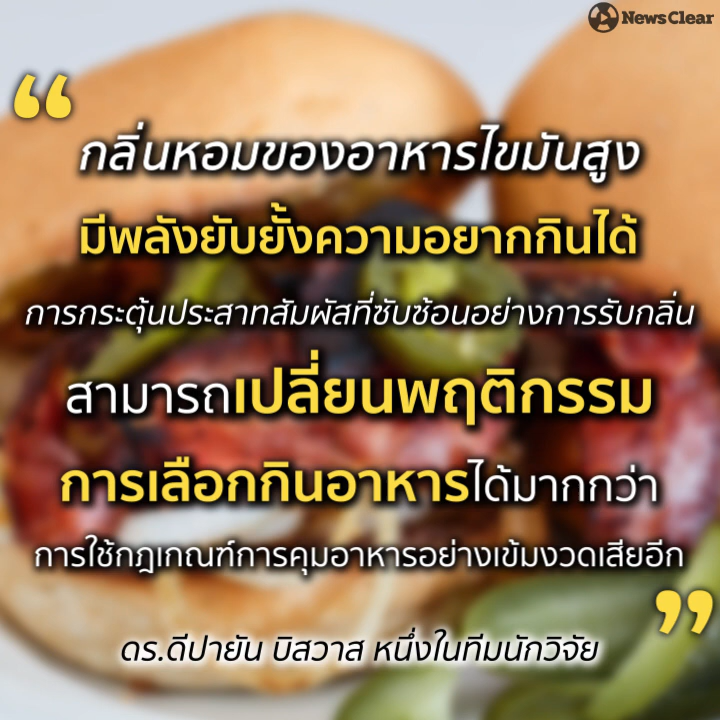 News Clear
“
กลิ่นหอมของอาหารไขมันสูง
มีพลังยับยั้งความอยากกินได้
การกระตุ้นประสาทสัมผัสที่ซับซ้อนอย่างการรับกลิ่น
สามารถเปลี่ยนพฤติกรรม
การเลือกกินอาหารได้มากกว่า
การใช้กฎเกณฑ์การคุมอาหารอย่างเข้มงวดเสียอีก
”
ดร.ดีปายัน บิสวาส หนึ่งในทีมนักวิจัย